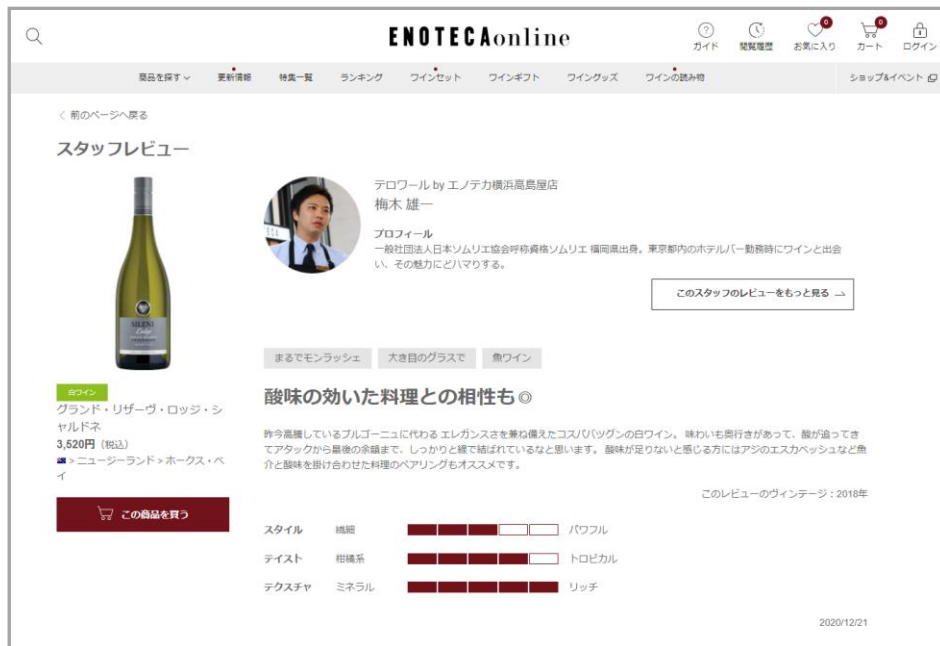 ENOTECAonline
ガイド
閲覧履歴
0
お気に入り
0
カート
ログイン
商品を探す
更新情報
特集一覧
ランキング
ワインセット
ワインギフト
ワイングッズ
ワインの読み物
ショップ&イベント
< 前のページへ戻る
スタッフレビュー
テロワール by エノテカ横浜高島屋店
梅木 雄一
プロフィール
一般社団法人日本ソムリエ協会呼称資格ソムリエ 福岡県出身。東京都内のホテルバー勤務時にワインと出会
い、その魅力にどハマりする。
このスタッフのレビューをもっと見る
SILENI
Lodge
まるでモンラッシェ
大き目のグラスで
魚ワイン
白ワイン
グランド・リザーヴ・ロッジ・シ
ャルドネ
3,520円（税込）
> ニュージーランド > ホークス・ベ
イ
この商品を買う
酸味の効いた料理との相性も◎
昨今高騰しているブルゴーニュに代わる エレガンスさを兼ね備えたコスパバツグンの白ワイン。 味わいも奥行きがあって、酸が追ってき
てアタックから最後の余韻まで、しっかりと線で結ばれているなと思います。 酸味が足りないと感じる方にはアジのエスカベッシュなど魚
介と酸味を掛け合わせた料理のペアリングもオススメです。
このレビューのヴィンテージ：2018年
スタイル 繊細 パワフル
テイスト 柑橘系 トロピカル
テクスチャ ミネラル リッチ
2020/12/21